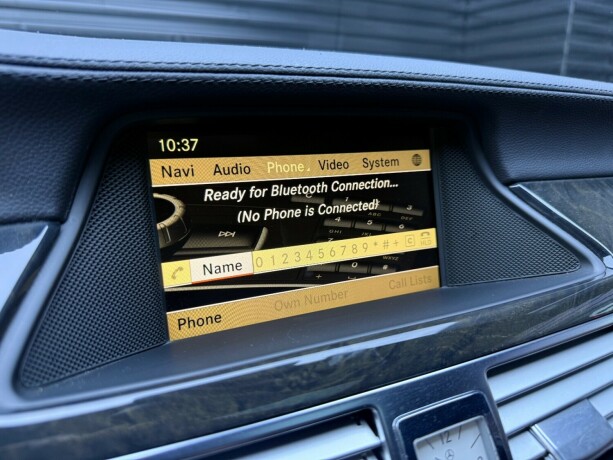 10:37
Navi Audio Phone Video System
Ready for Bluetooth Connection...
(No Phone is Connected)
Name 0 1 2 3 4 5 6 7 8 9 * # + C
Own Number Call Lists
Phone
12